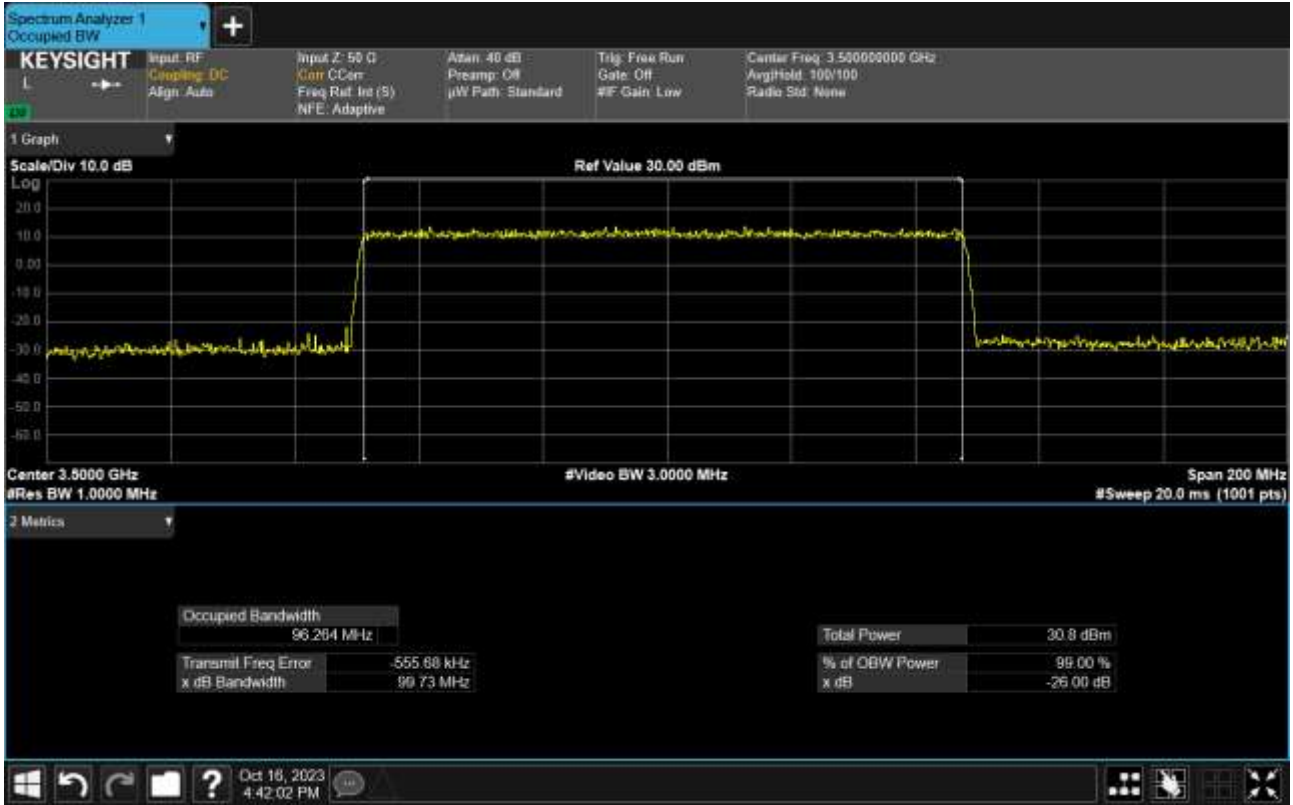 Spectrum Analyzer 1
Occupied BW
KEYSIGHT
L
Input: RF
Coupling: DC
Align: Auto
Input Z: 50 Ω
Corr CCorr
Freq Ref: Int (S)
NFE: Adaptive
Atten: 40 dB
Preamp: Off
µW Path: Standard
Trig: Free Run
Gate: Off
#IF Gain: Low
Center Freq: 3.500000000 GHz
Avg|Hold: 100/100
Radio Std: None
1 Graph
Scale/Div 10.0 dB
Ref Value 30.00 dBm
Log
20.0
10.0
0.00
-10.0
-20.0
-30.0
-40.0
-50.0
-60.0
Center 3.5000 GHz
#Video BW 3.0000 MHz
Span 200 MHz
#Res BW 1.0000 MHz
#Sweep 20.0 ms (1001 pts)
2 Metrics
Occupied Bandwidth
96.264 MHz
Total Power 30.8 dBm
Transmit Freq Error -555.68 kHz
% of OBW Power 99.00 %
x dB Bandwidth 99.73 MHz
x dB -26.00 dB
Oct 16, 2023
4:42:02 PM